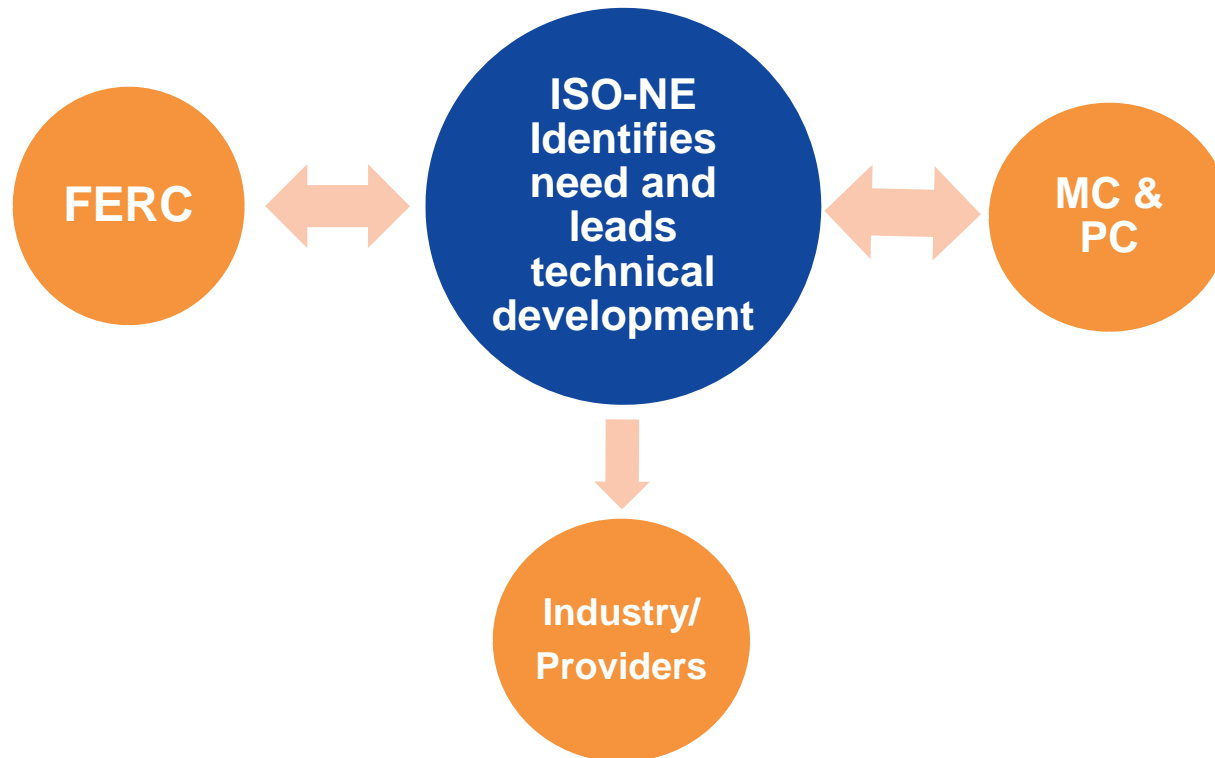 ISO-NE
Identifies
need and
leads
technical
development
FERC
MC &
PC
Industry/
Providers